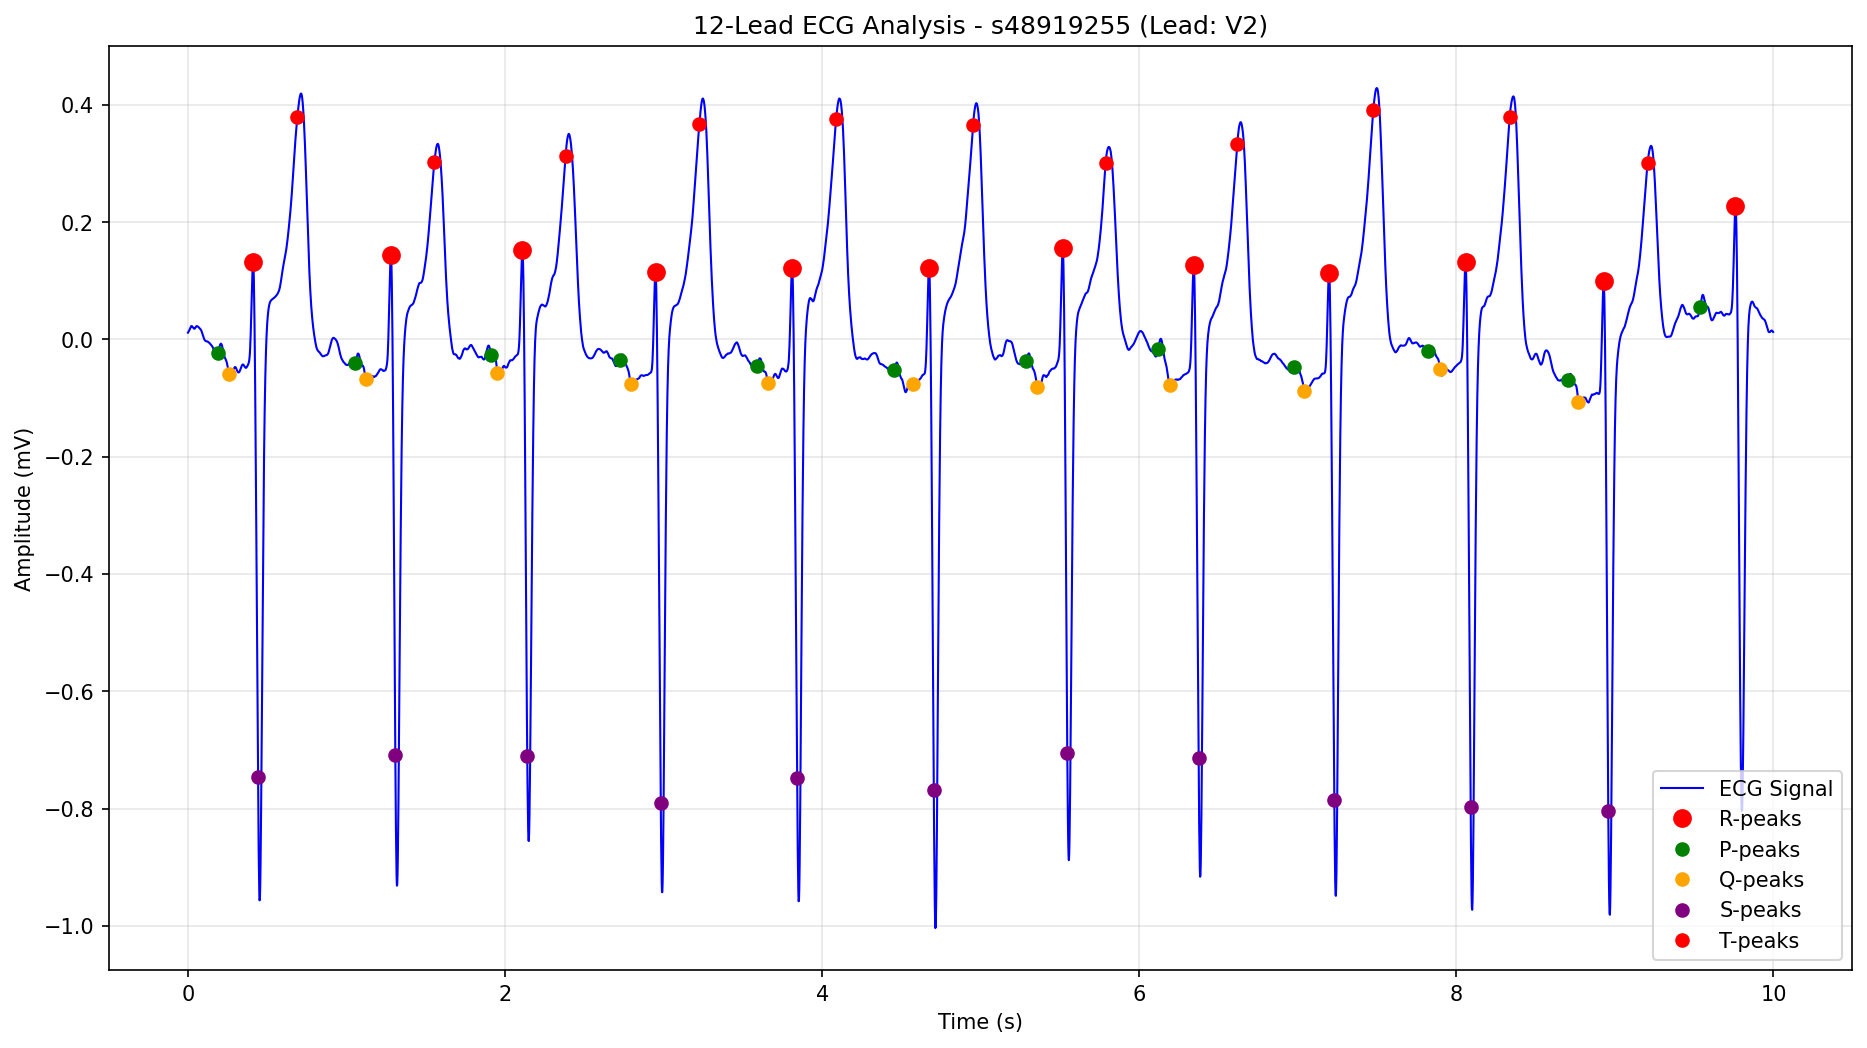 12-Lead ECG Analysis - s48919255 (Lead: V2)
Amplitude (mV)
0.4
0.2
0.0
−0.2
−0.4
−0.6
−0.8
−1.0
0
2
4
6
8
10
Time (s)
ECG Signal
R-peaks
P-peaks
Q-peaks
S-peaks
T-peaks